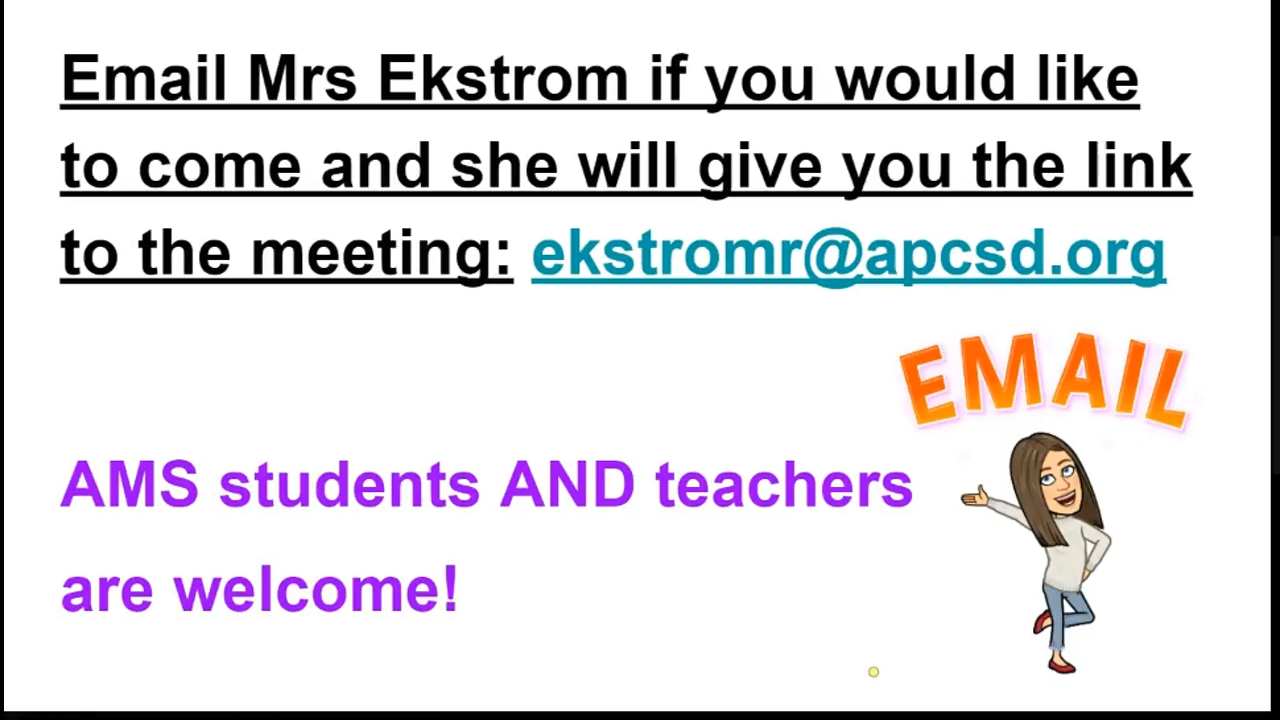 Email Mrs Ekstrom if you would like
to come and she will give you the link
to the meeting: ekstromr@apcsd.org
EMAIL
AMS students AND teachers
are welcome!